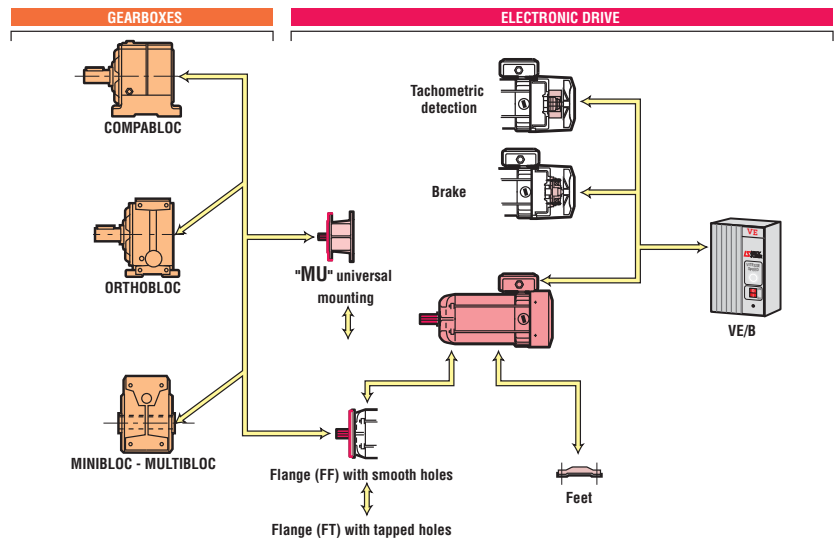 GEARBOXES
ELECTRONIC DRIVE
Tachometric
detection
COMPABLOC
Brake
ORTHOBLOC
"MU" universal
mounting
VE
VE/B
MINIBLOC - MULTIBLOC
Flange (FF) with smooth holes
Feet
Flange (FT) with tapped holes